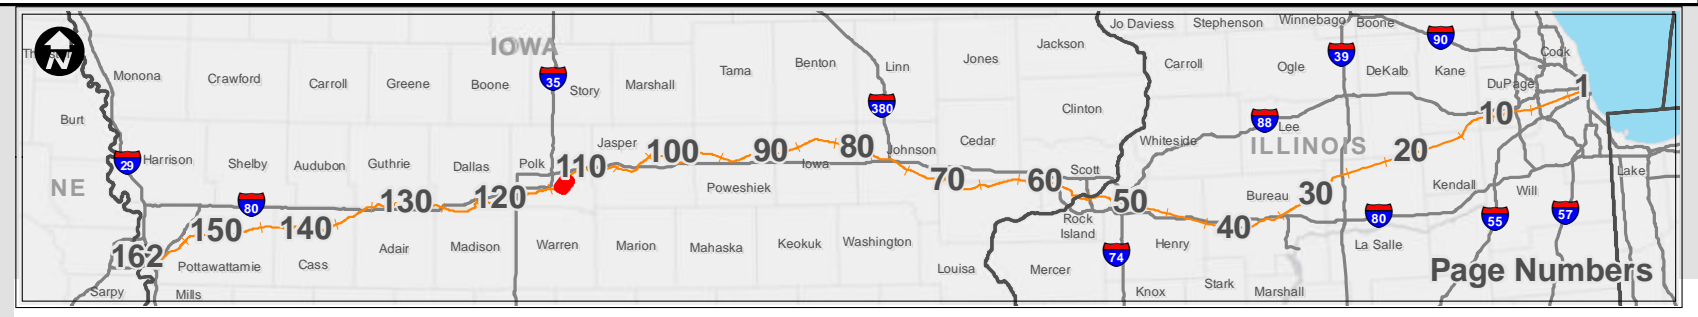 Jo Daviess Stephenson Winnebago Boone
IOWA Jackson 90 Cook
N Monona Crawford Carroll Greene Boone 35 Story Marshall Tama Benton Linn Jones Carroll Ogle 39 DeKalb Kane DuPage 1
Burt 380 Clinton 88 Lee 10
29 Harrison Shelby Audubon Guthrie Dallas Polk 110 Jasper 100 90 Iowa 80 Johnson Cedar Scott Whiteside ILLINOIS 20 Lake
NE 80 130 120 Poweshiek 70 60 50 Bureau 30 Kendall Will
162 150 140 Adair Madison Warren Marion Mahaska Keokuk Washington Rock
Island 74 Henry 40 80 La Salle 55 57
Pottawattamie Cass Louisa Mercer Page Numbers
Sarpy Mills Knox Stark Marshall